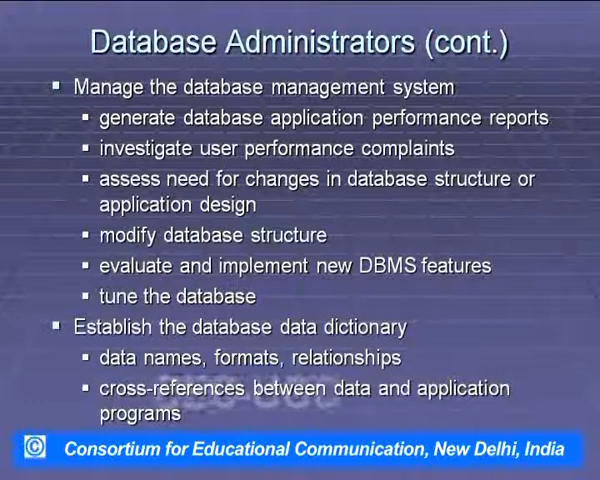 Database Administrators (cont.)
▪ Manage the database management system
▪ generate database application performance reports
▪ investigate user performance complaints
▪ assess need for changes in database structure or
application design
▪ modify database structure
▪ evaluate and implement new DBMS features
▪ tune the database
▪ Establish the database data dictionary
▪ data names, formats, relationships
▪ cross-references between data and application
programs
© Consortium for Educational Communication, New Delhi, India